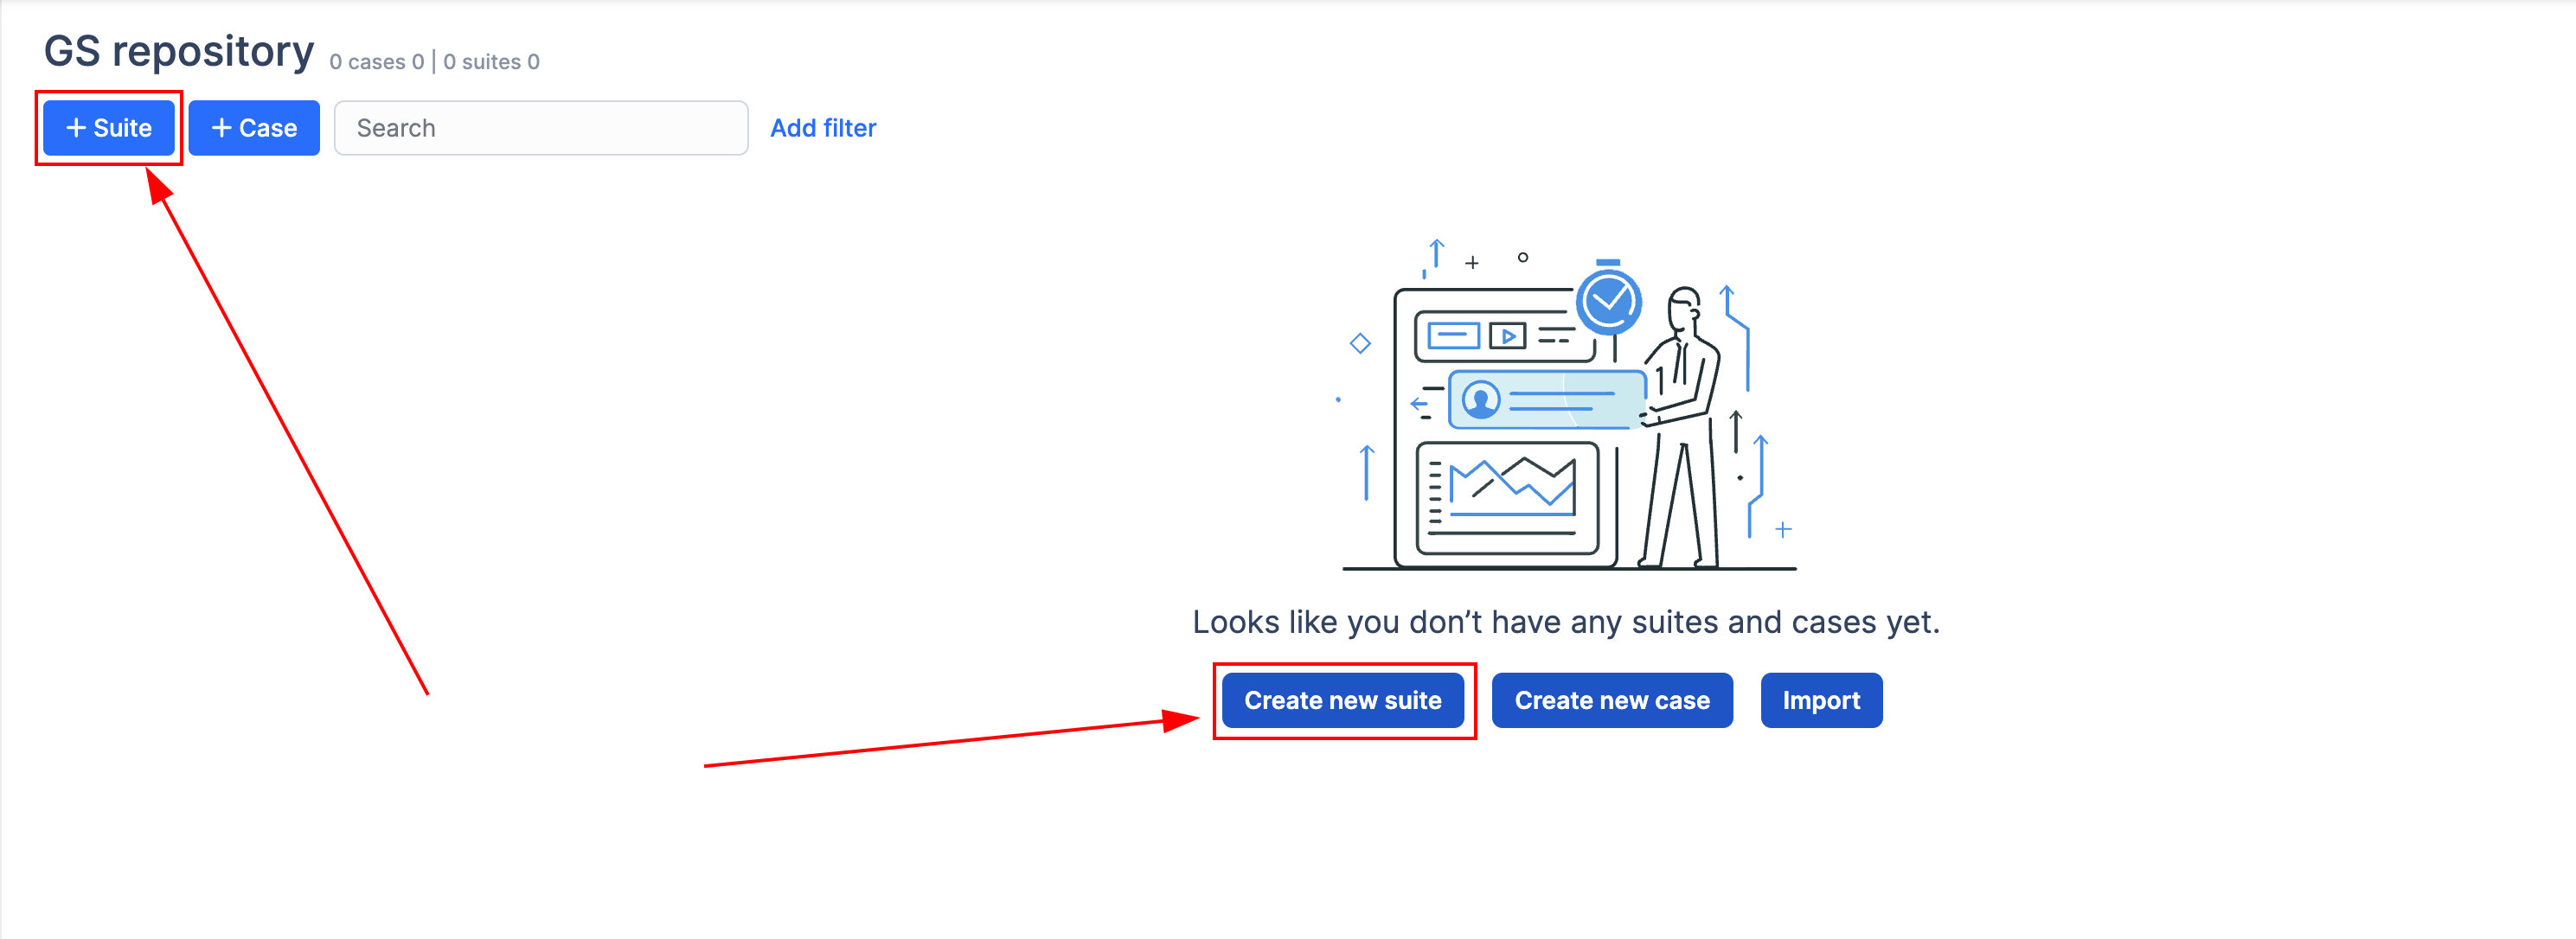 GS repository 0 cases 0 | 0 suites 0
+ Suite + Case Search Add filter
Looks like you don’t have any suites and cases yet.
Create new suite Create new case Import